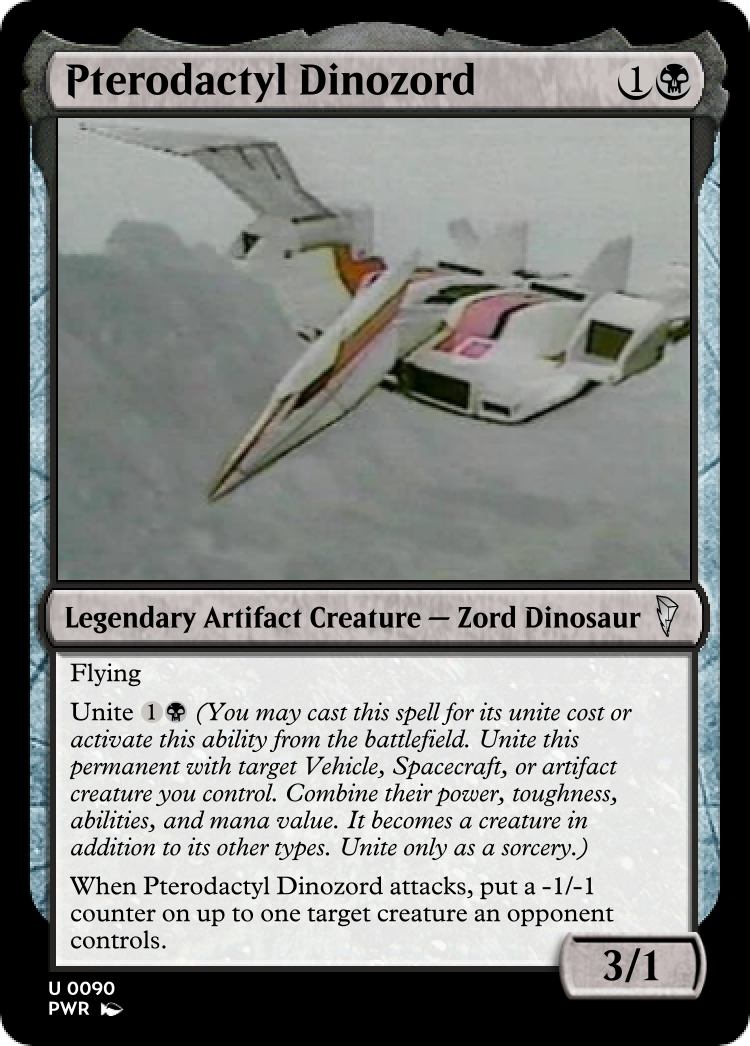 Pterodactyl Dinozord 1
Legendary Artifact Creature — Zord Dinosaur
Flying
Unite 1 (You may cast this spell for its unite cost or
activate this ability from the battlefield. Unite this
permanent with target Vehicle, Spacecraft, or artifact
creature you control. Combine their power, toughness,
abilities, and mana value. It becomes a creature in
addition to its other types. Unite only as a sorcery.)
When Pterodactyl Dinozord attacks, put a -1/-1
counter on up to one target creature an opponent
controls.
3/1
U 0090
PWR